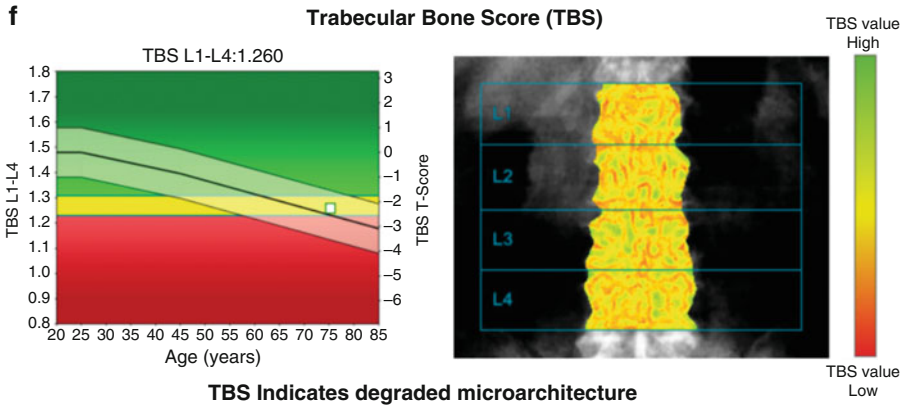 f
Trabecular Bone Score (TBS)
TBS L1-L4:1.260
TBS L1-L4
1.8
1.7
1.6
1.5
1.4
1.3
1.2
1.1
1.0
0.9
0.8
3
2
1
0
–1
–2
–3
–4
–5
–6
TBS T-Score
20 25 30 35 40 45 50 55 60 65 70 75 80 85
Age (years)
L1
L2
L3
L4
TBS value
High
TBS value
Low
TBS Indicates degraded microarchitecture